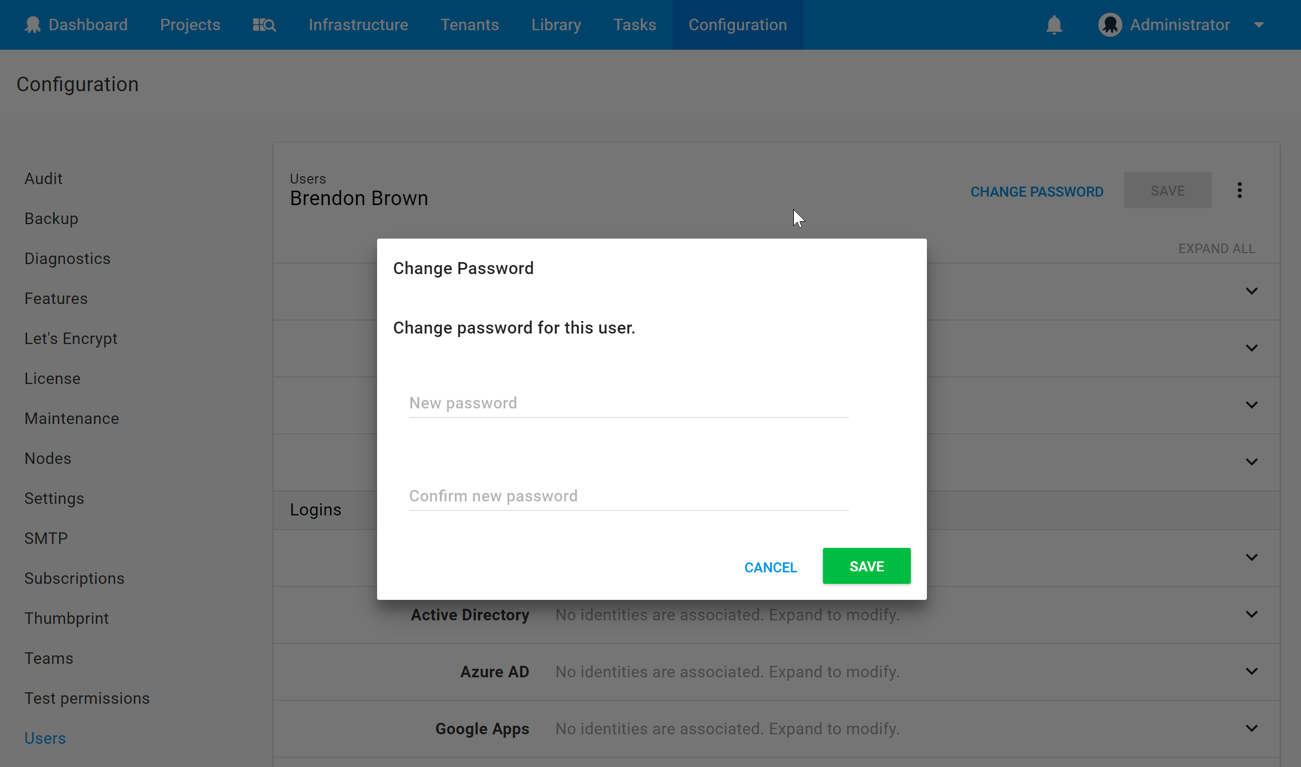 Dashboard Projects Infrastructure Tenants Library Tasks Configuration Administrator
Configuration
Audit
Backup
Diagnostics
Features
Let's Encrypt
License
Maintenance
Nodes
Settings
SMTP
Subscriptions
Thumbprint
Teams
Test permissions
Users
Users
Brendon Brown
CHANGE PASSWORD SAVE
EXPAND ALL
Change Password
Change password for this user.
New password
Confirm new password
CANCEL SAVE
Logins
Active Directory No identities are associated. Expand to modify.
Azure AD No identities are associated. Expand to modify.
Google Apps No identities are associated. Expand to modify.